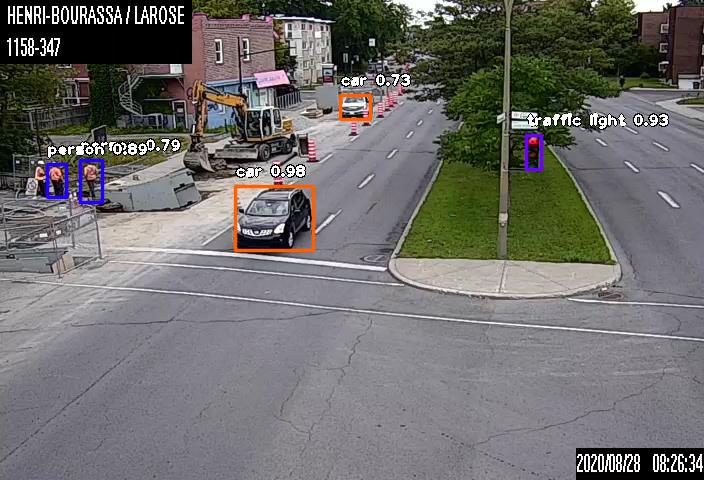 HENRI-BOURASSA / LAROSE
1158-347
car 0.73
traffic light 0.93
person 0.89
0.79
car 0.98
2020/08/28 08:26:34